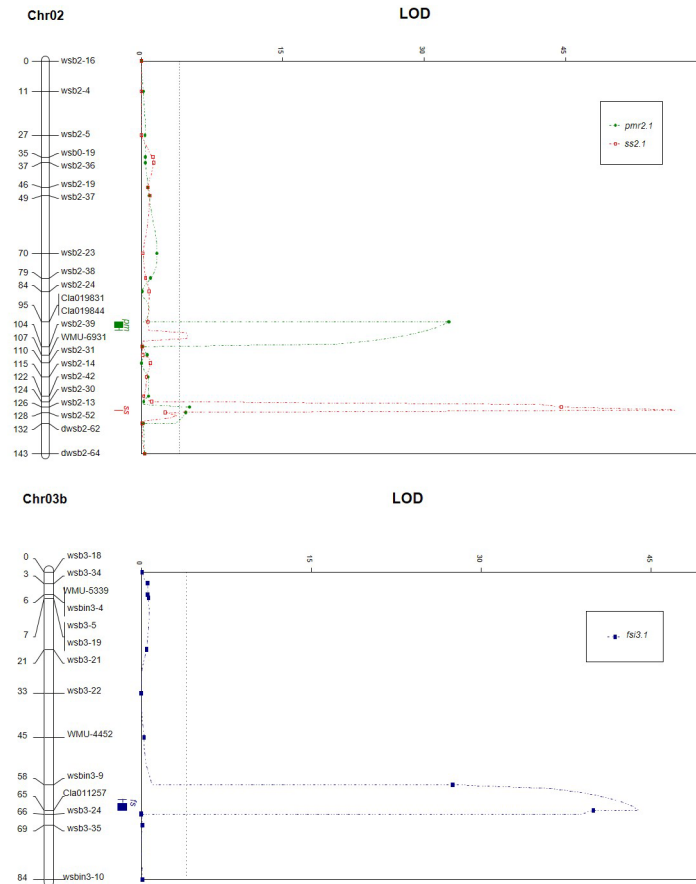 Chr02
LOD
0 15 30 45
0 wsb2-16
11 wsb2-4
27 wsb2-5
35 wsb0-19
37 wsb2-36
46 wsb2-19
49 wsb2-37
70 wsb2-23
79 wsb2-38
84 wsb2-24
Cla019831
95
Cla019844
104 wsb2-39
107 WMU-6931
110 wsb2-31
115 wsb2-14
122 wsb2-42
124 wsb2-30
126 wsb2-13
128 wsb2-52
132 dwsb2-62
143 dwsb2-64
pm
ss
pmr2.1
ss2.1
Chr03b
LOD
0 15 30 45
0 wsb3-18
3 wsb3-34
WMU-5339
6
wsbin3-4
wsb3-5
7
wsb3-19
21 wsb3-21
33 wsb3-22
45 WMU-4452
58 wsbin3-9
65 Cla011257
66 wsb3-24
69 wsb3-35
84 wsbin3-10
fs
fsi3.1